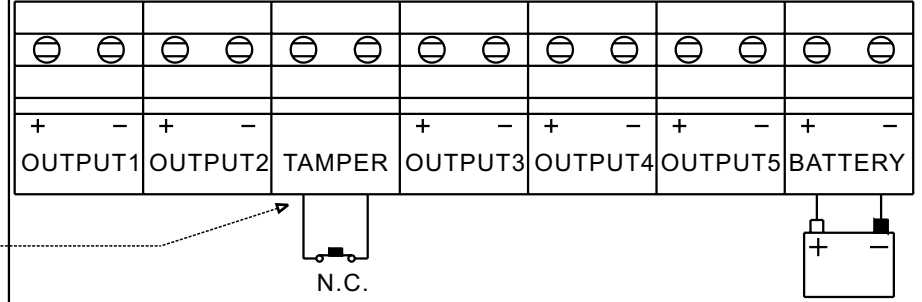 + − + − + − + − + − + −
OUTPUT1 OUTPUT2 TAMPER OUTPUT3 OUTPUT4 OUTPUT5 BATTERY
+ −
N.C.